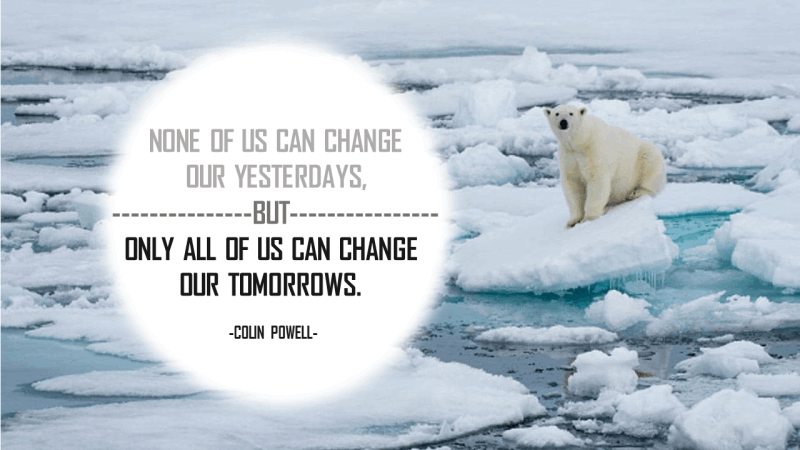 NONE OF US CAN CHANGE
OUR YESTERDAYS,
---------------BUT----------------
ONLY ALL OF US CAN CHANGE
OUR TOMORROWS.
-COLIN POWELL-